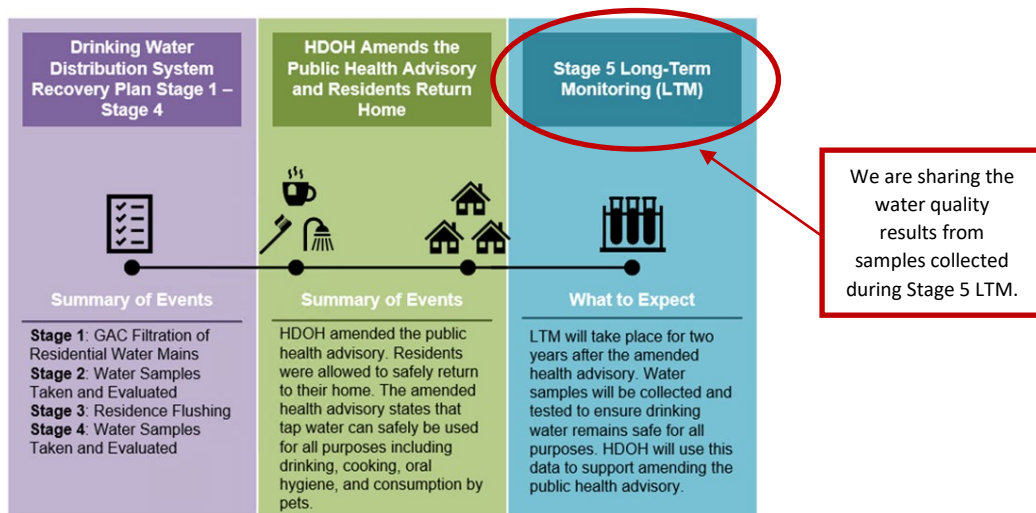 Drinking Water
Distribution System
Recovery Plan Stage 1 –
Stage 4
Summary of Events
Stage 1: GAC Filtration of
Residential Water Mains
Stage 2: Water Samples
Taken and Evaluated
Stage 3: Residence Flushing
Stage 4: Water Samples
Taken and Evaluated
HDOH Amends the
Public Health Advisory
and Residents Return
Home
Summary of Events
HDOH amended the public
health advisory. Residents
were allowed to safely return
to their home. The amended
health advisory states that
tap water can safely be used
for all purposes including
drinking, cooking, oral
hygiene, and consumption by
pets.
Stage 5 Long-Term
Monitoring (LTM)
What to Expect
LTM will take place for two
years after the amended
health advisory. Water
samples will be collected and
tested to ensure drinking
water remains safe for all
purposes. HDOH will use this
data to support amending the
public health advisory.
We are sharing the
water quality
results from
samples collected
during Stage 5 LTM.